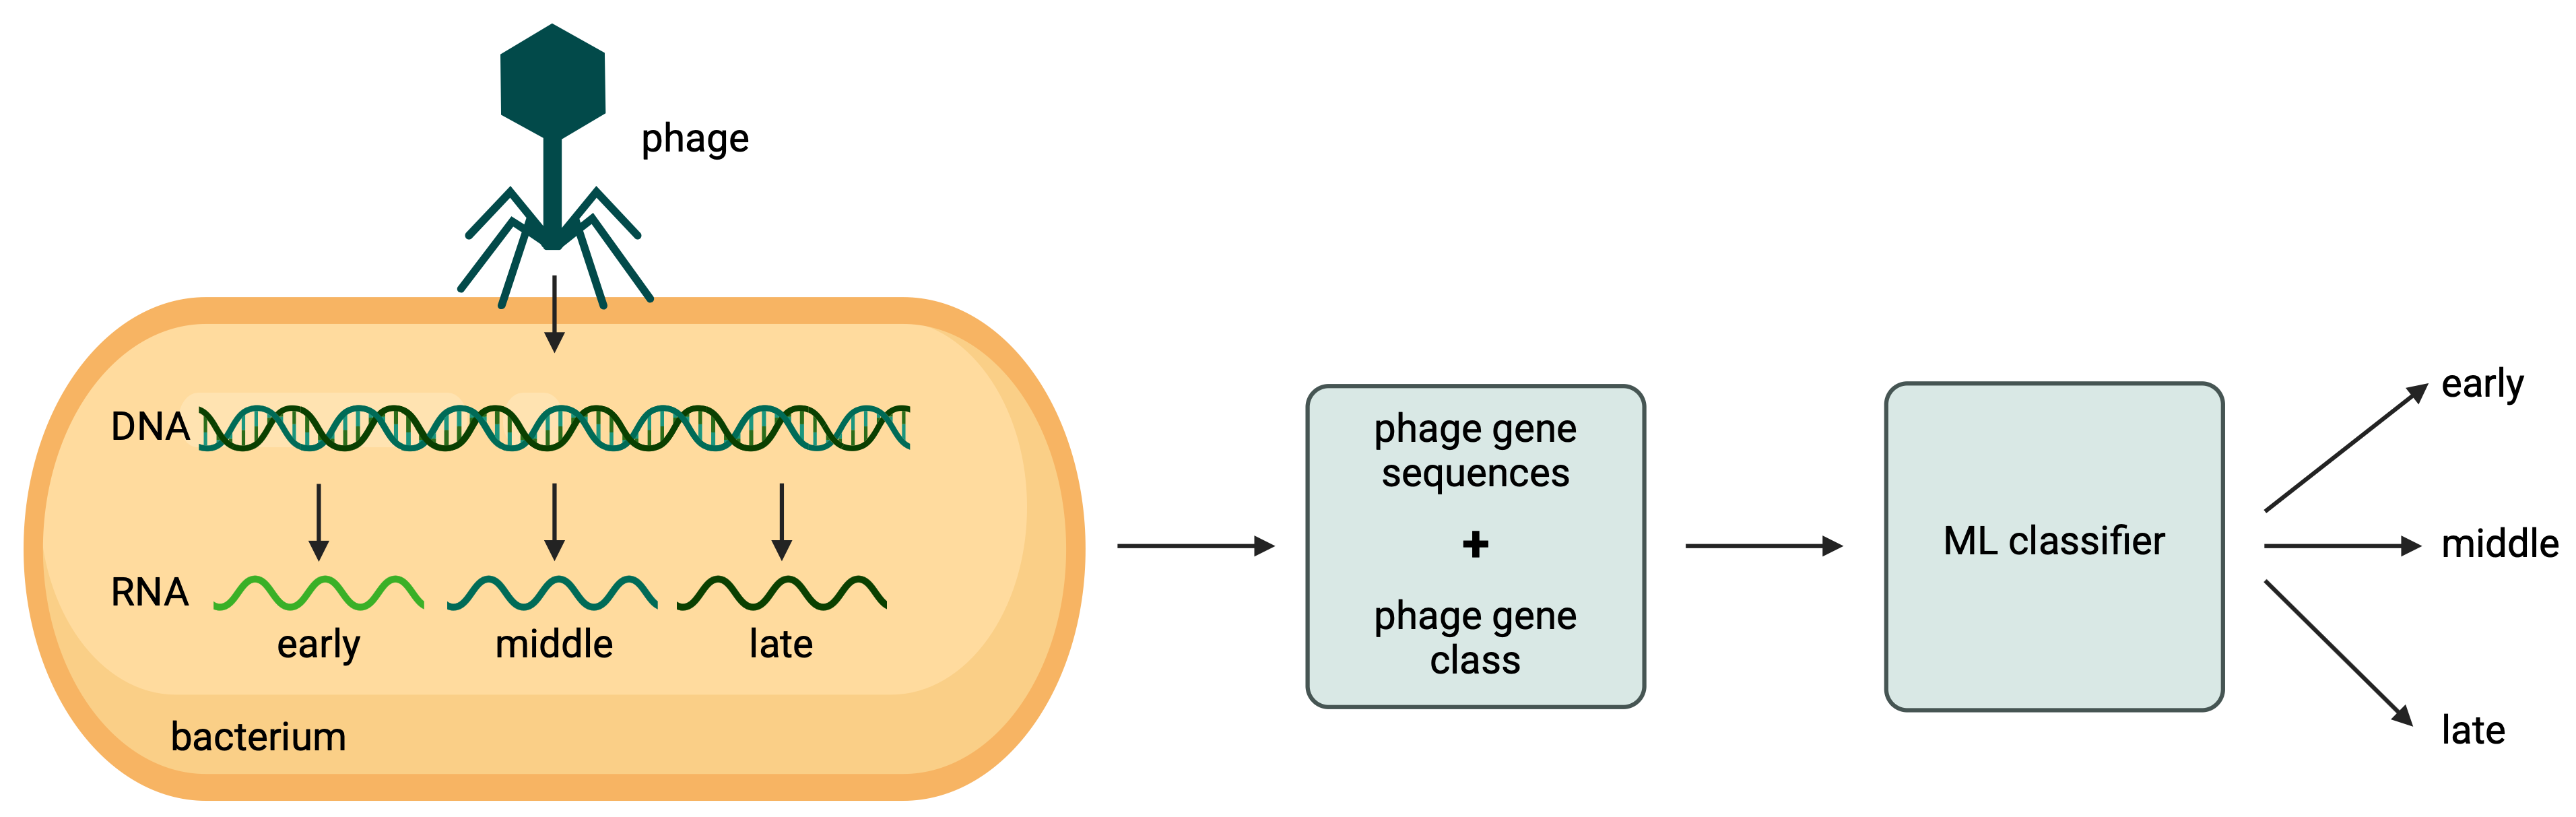 phage
DNA
RNA
early
middle
late
bacterium
phage gene
sequences
+
phage gene
class
ML classifier
early
middle
late